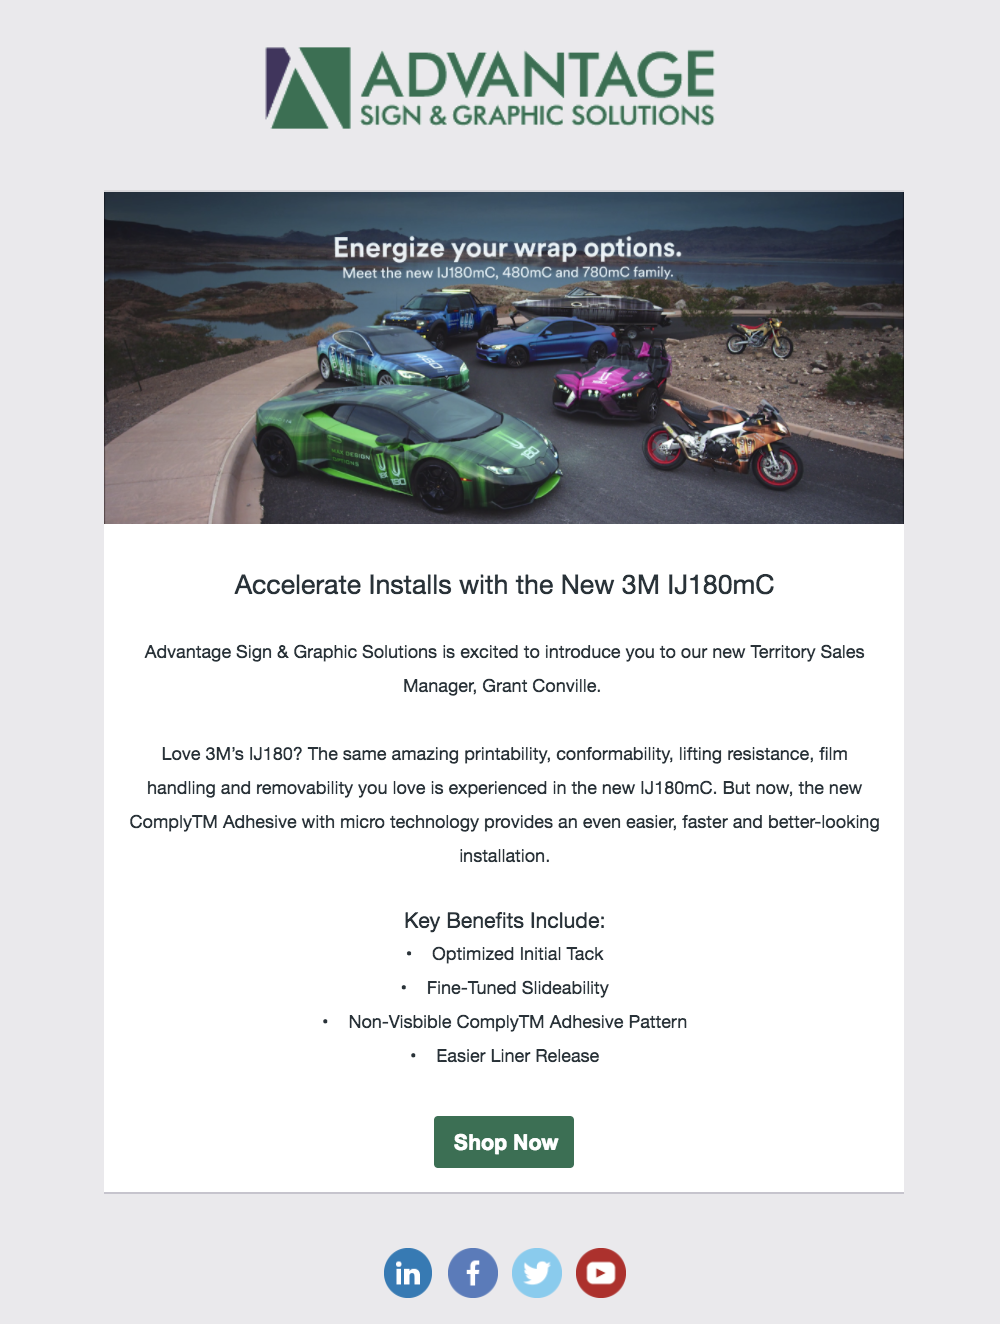 ADVANTAGE
SIGN & GRAPHIC SOLUTIONS
Energize your wrap options.
Meet the new IJ180mC, 480mC and 780mC family.
Accelerate Installs with the New 3M IJ180mC
Advantage Sign & Graphic Solutions is excited to introduce you to our new Territory Sales
Manager, Grant Conville.
Love 3M’s IJ180? The same amazing printability, conformability, lifting resistance, film
handling and removability you love is experienced in the new IJ180mC. But now, the new
ComplyTM Adhesive with micro technology provides an even easier, faster and better-looking
installation.
Key Benefits Include:
• Optimized Initial Tack
• Fine-Tuned Slideability
• Non-Visbible ComplyTM Adhesive Pattern
• Easier Liner Release
Shop Now
in
f